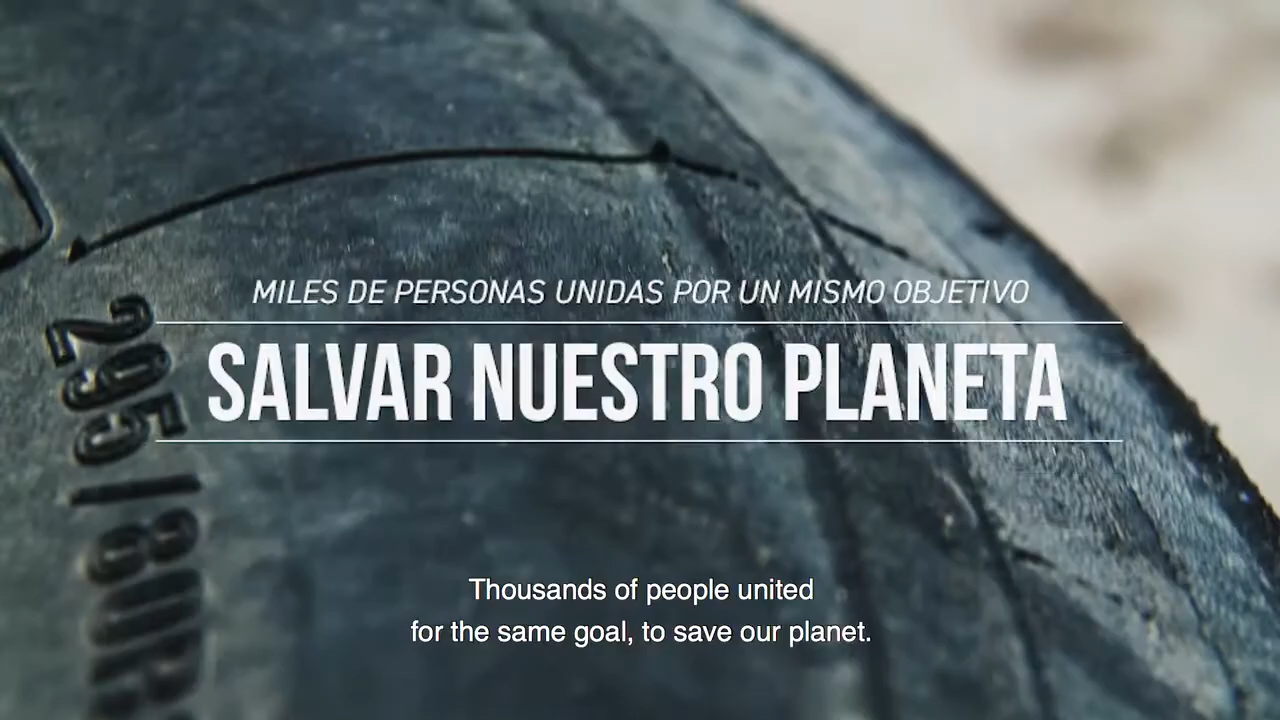 MILES DE PERSONAS UNIDAS POR UN MISMO OBJETIVO
SALVAR NUESTRO PLANETA
295/80R
Thousands of people united
for the same goal, to save our planet.